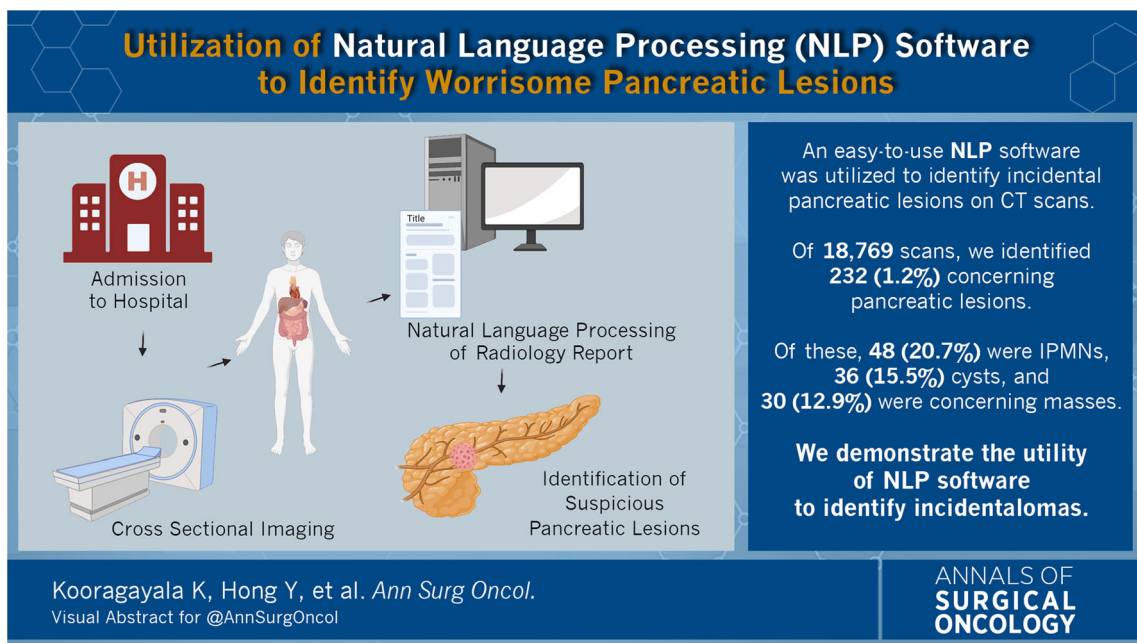 Utilization of Natural Language Processing (NLP) Software
to Identify Worrisome Pancreatic Lesions
H
Admission
to Hospital
Cross Sectional Imaging
Title
Natural Language Processing
of Radiology Report
Identification of
Suspicious
Pancreatic Lesions
An easy-to-use NLP software
was utilized to identify incidental
pancreatic lesions on CT scans.
Of 18,769 scans, we identified
232 (1.2%) concerning
pancreatic lesions.
Of these, 48 (20.7%) were IPMNs,
36 (15.5%) cysts, and
30 (12.9%) were concerning masses.
We demonstrate the utility
of NLP software
to identify incidentalomas.
Kooragayala K, Hong Y, et al. Ann Surg Oncol.
Visual Abstract for @AnnSurgOncol
ANNALS OF
SURGICAL
ONCOLOGY